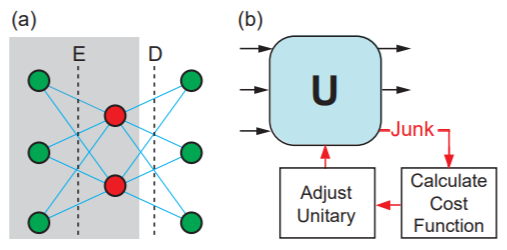 (a)
E
D
(b)
U
Junk
Adjust
Unitary
Calculate
Cost
Function